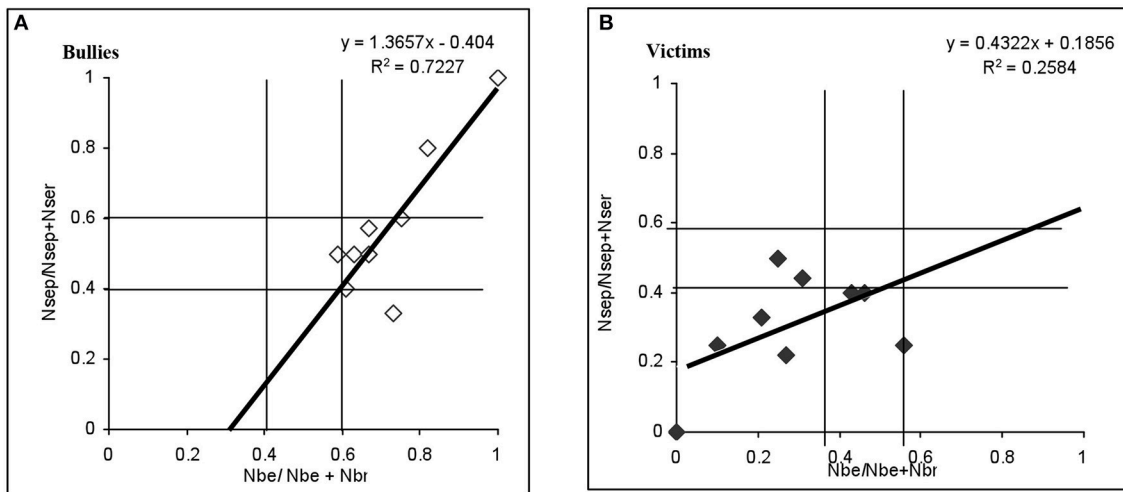 A
Bullies
y = 1.3657x - 0.404
R² = 0.7227
1
0.8
0.6
0.4
0.2
0
Nsep/Nsep+Nser
0 0.2 0.4 0.6 0.8 1
Nbe/ Nbe + Nbr
B
Victims
y = 0.4322x + 0.1856
R² = 0.2584
1
0.8
0.6
0.4
0.2
0
Nsep/Nsep+Nser
0 0.2 0.4 0.6 0.8 1
Nbe/Nbe+Nbr